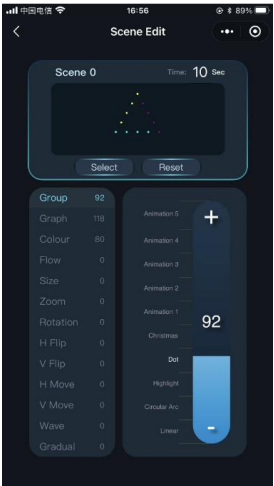 中国电信 16:56 89%
Scene Edit
Scene 0 Time: 10 Sec
Select Reset
Group 92
Graph 118
Colour 80
Flow 0
Size 0
Zoom 0
Rotation 0
H Flip 0
V Flip 0
H Move 0
V Move 0
Wave 0
Gradual 0
Animation 5
+
Animation 4
Animation 3
Animation 2
Animation 1
92
Christmas
Dot
Highlight
Circular Arc
Linear
-